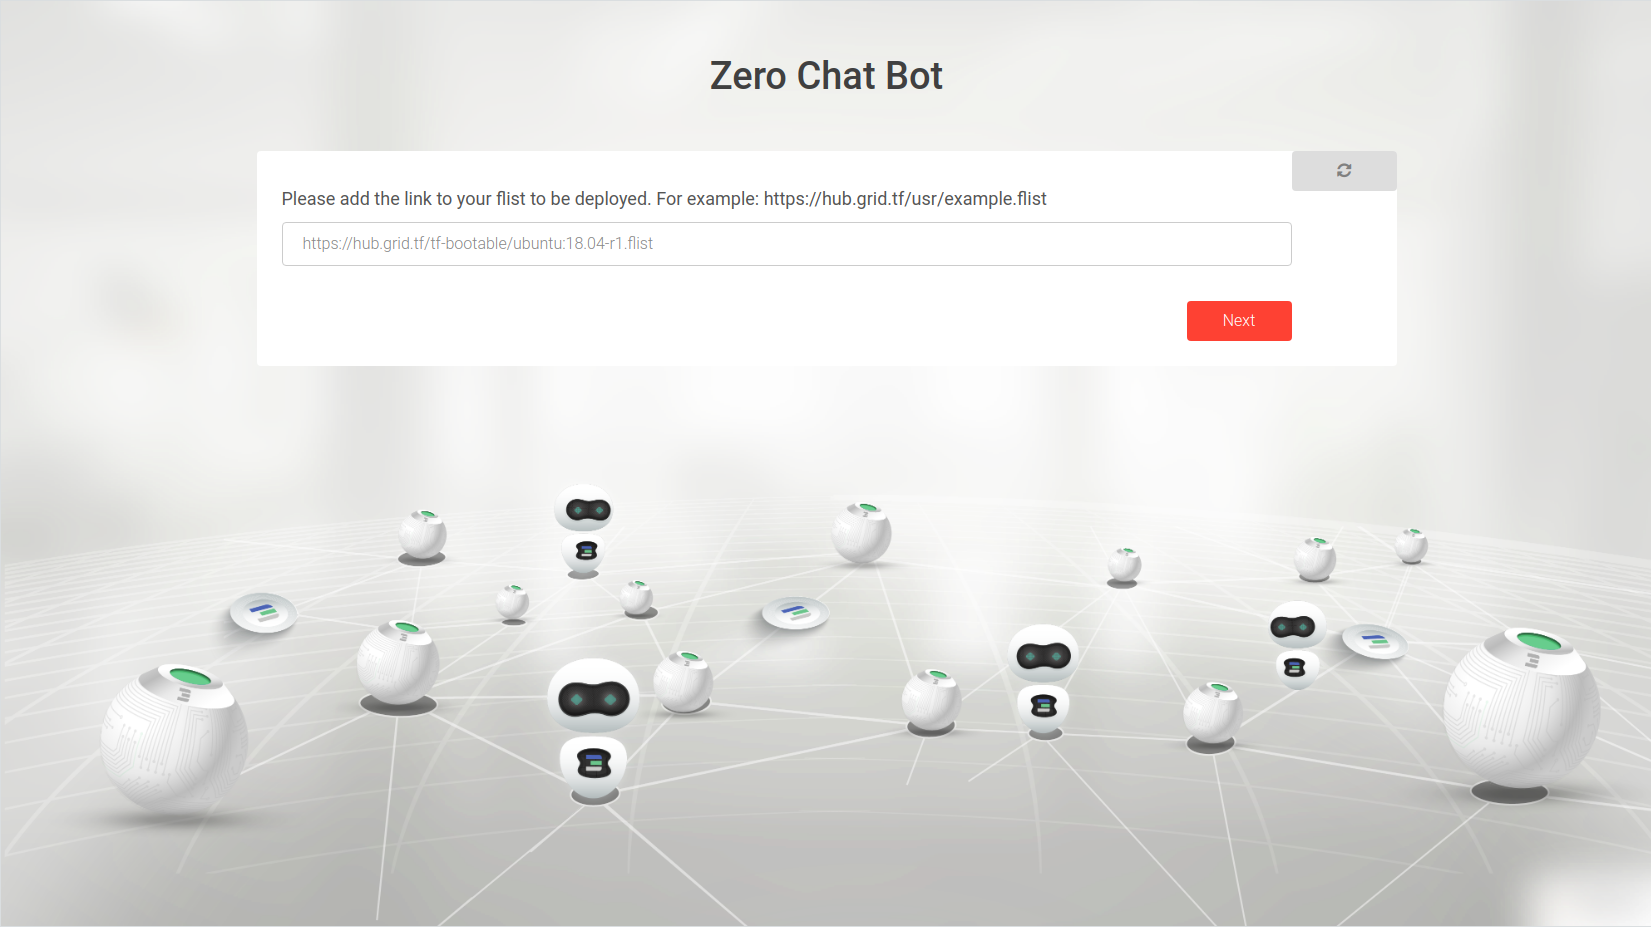 Zero Chat Bot
Please add the link to your flist to be deployed. For example: https://hub.grid.tf/usr/example.flist
https://hub.grid.tf/tf-bootable/ubuntu:18.04-r1.flist
Next